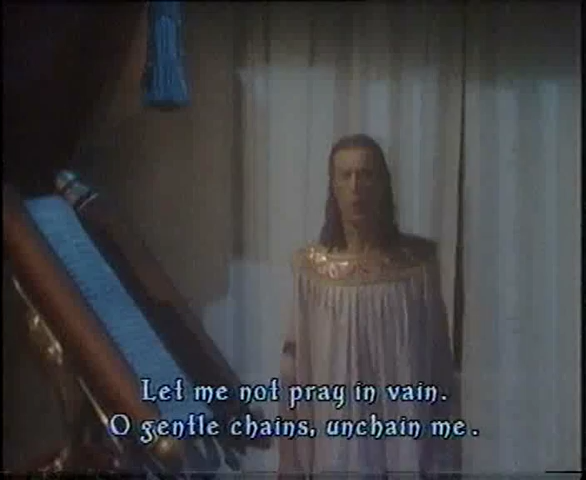 Let me not pray in vain.
O gentle chains, unchain me.